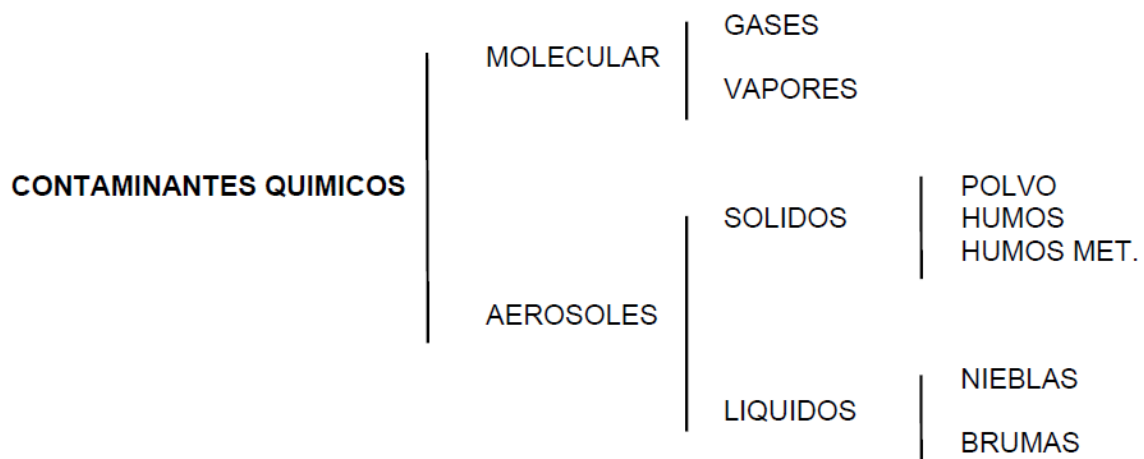 GASES
MOLECULAR
VAPORES
CONTAMINANTES QUIMICOS
POLVO
SOLIDOS HUMOS
HUMOS MET.
AEROSOLES
NIEBLAS
LIQUIDOS
BRUMAS